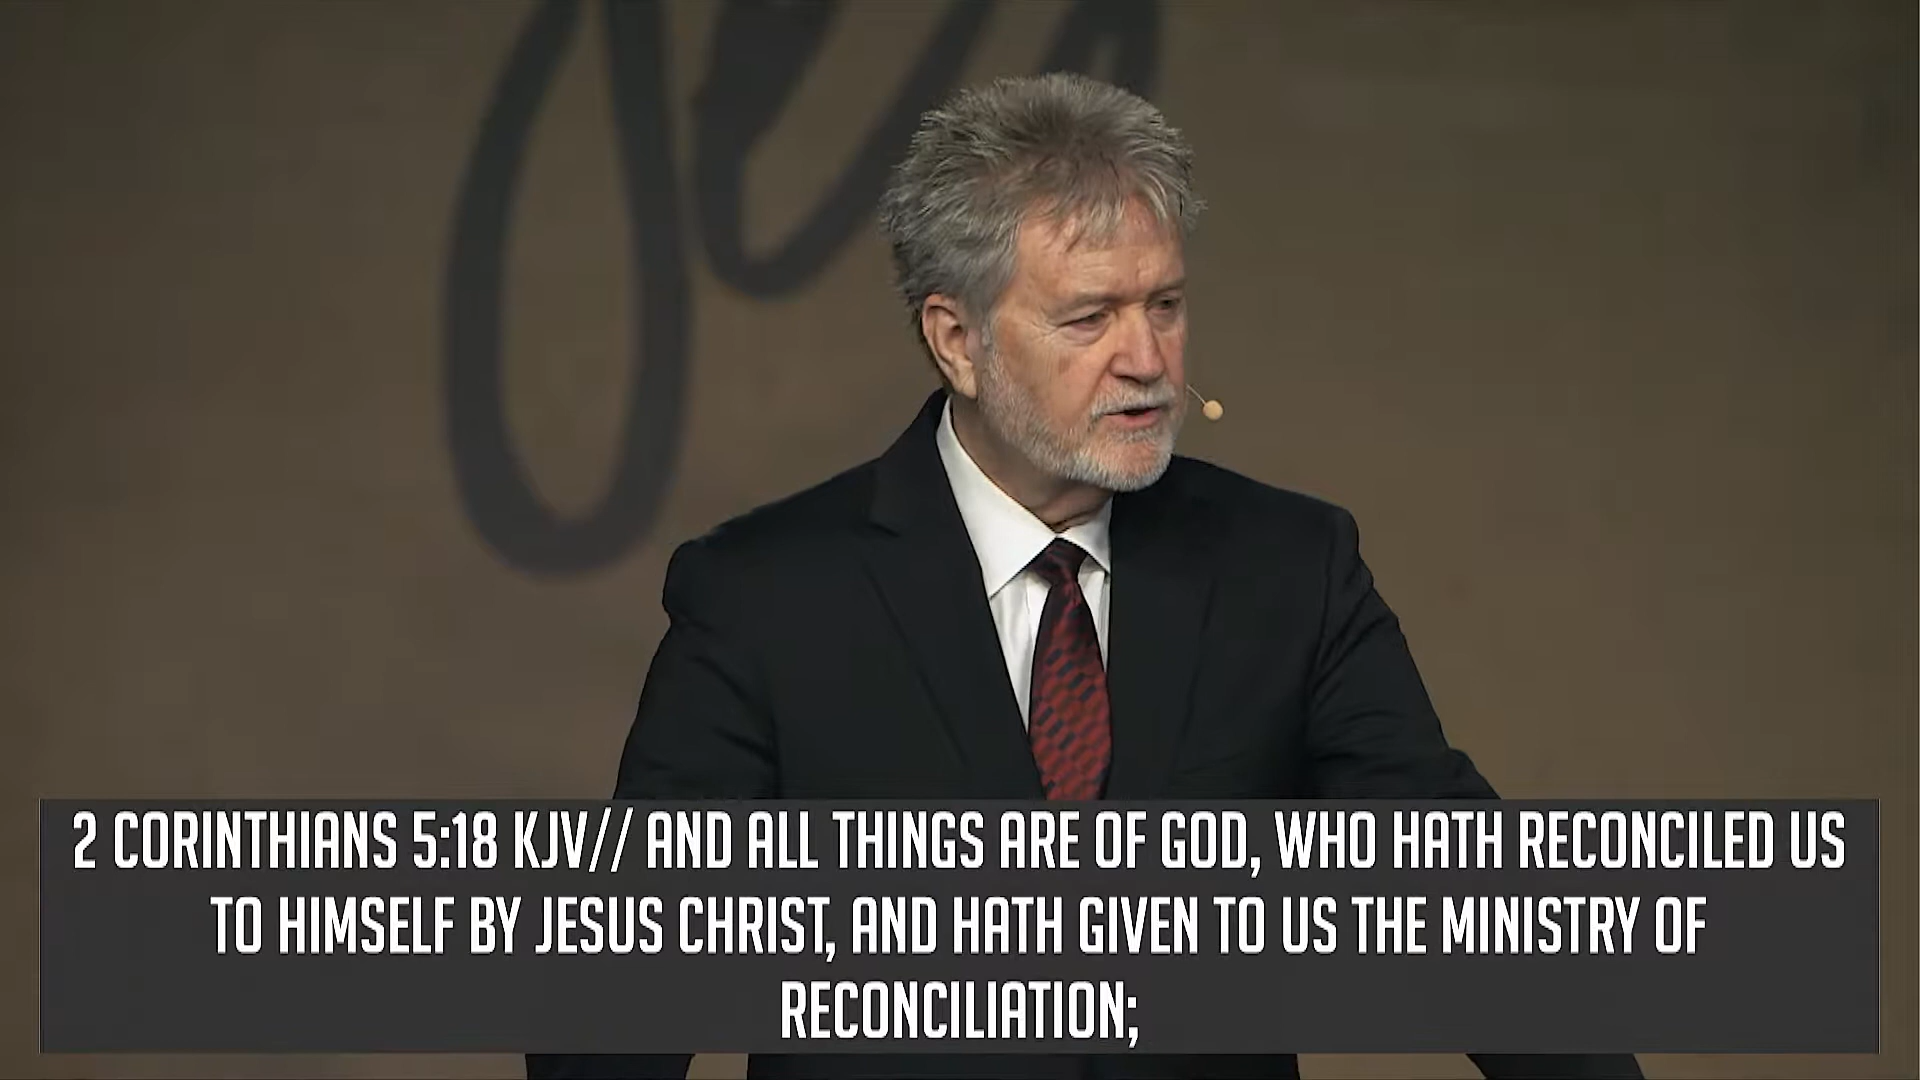 2 CORINTHIANS 5:18 KJV// AND ALL THINGS ARE OF GOD, WHO HATH RECONCILED US
TO HIMSELF BY JESUS CHRIST, AND HATH GIVEN TO US THE MINISTRY OF
RECONCILIATION;